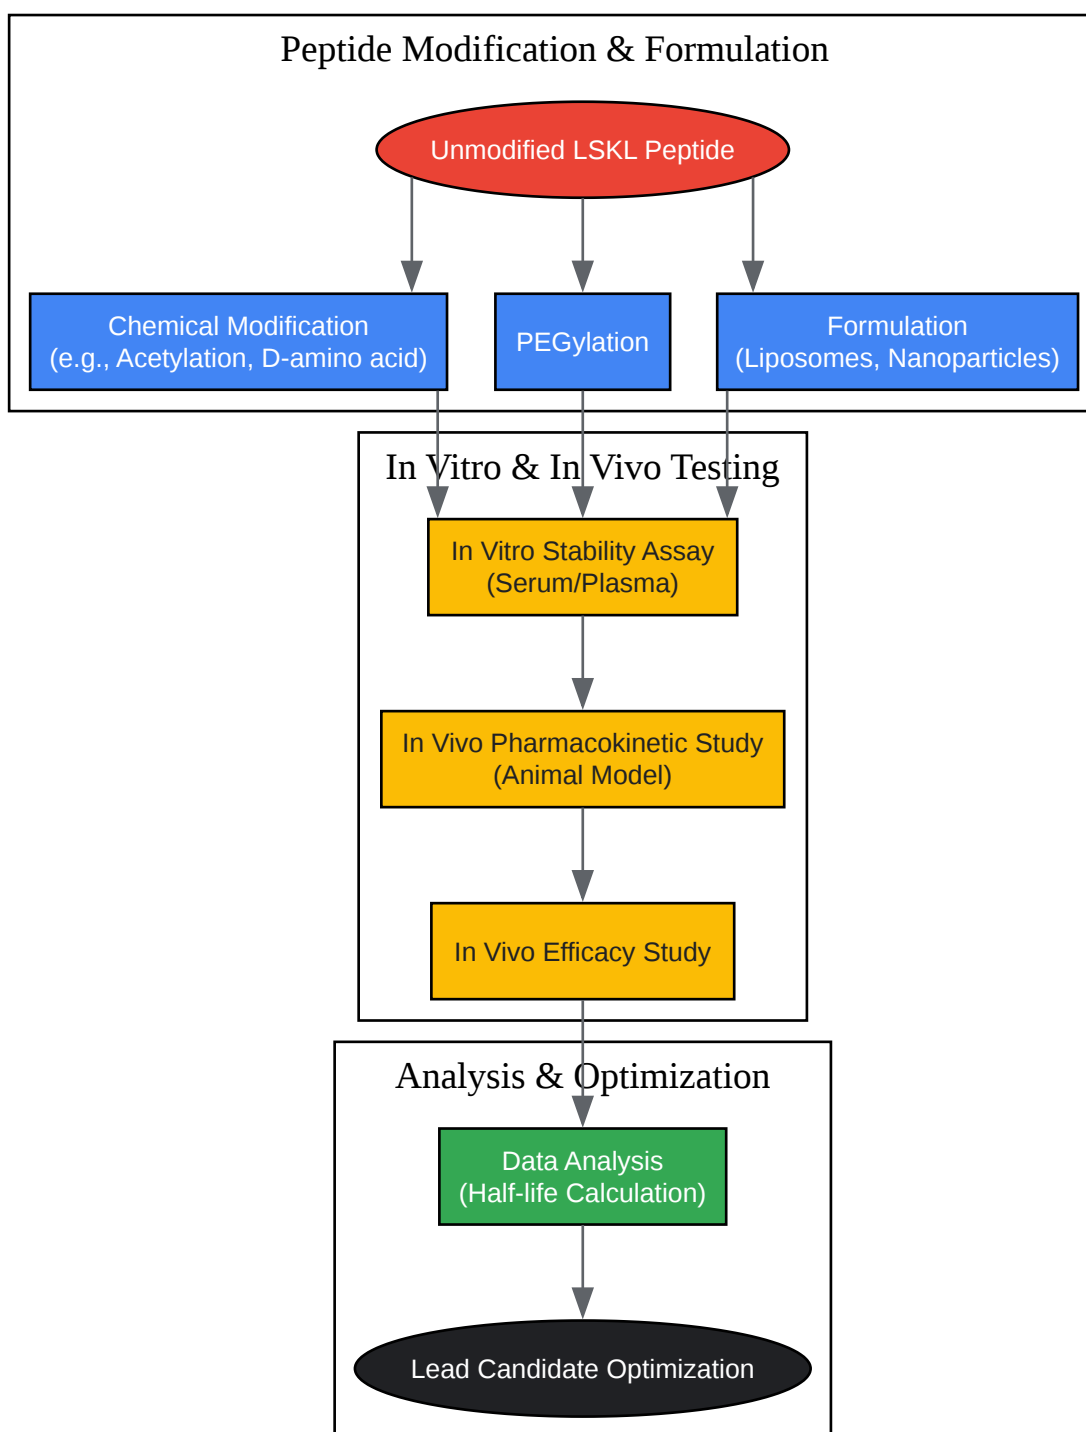 Peptide Modification & Formulation
Unmodified LSKL Peptide
Chemical Modification
(e.g., Acetylation, D-amino acid)
PEGylation
Formulation
(Liposomes, Nanoparticles)
In Vitro & In Vivo Testing
In Vitro Stability Assay
(Serum/Plasma)
In Vivo Pharmacokinetic Study
(Animal Model)
In Vivo Efficacy Study
Analysis & Optimization
Data Analysis
(Half-life Calculation)
Lead Candidate Optimization